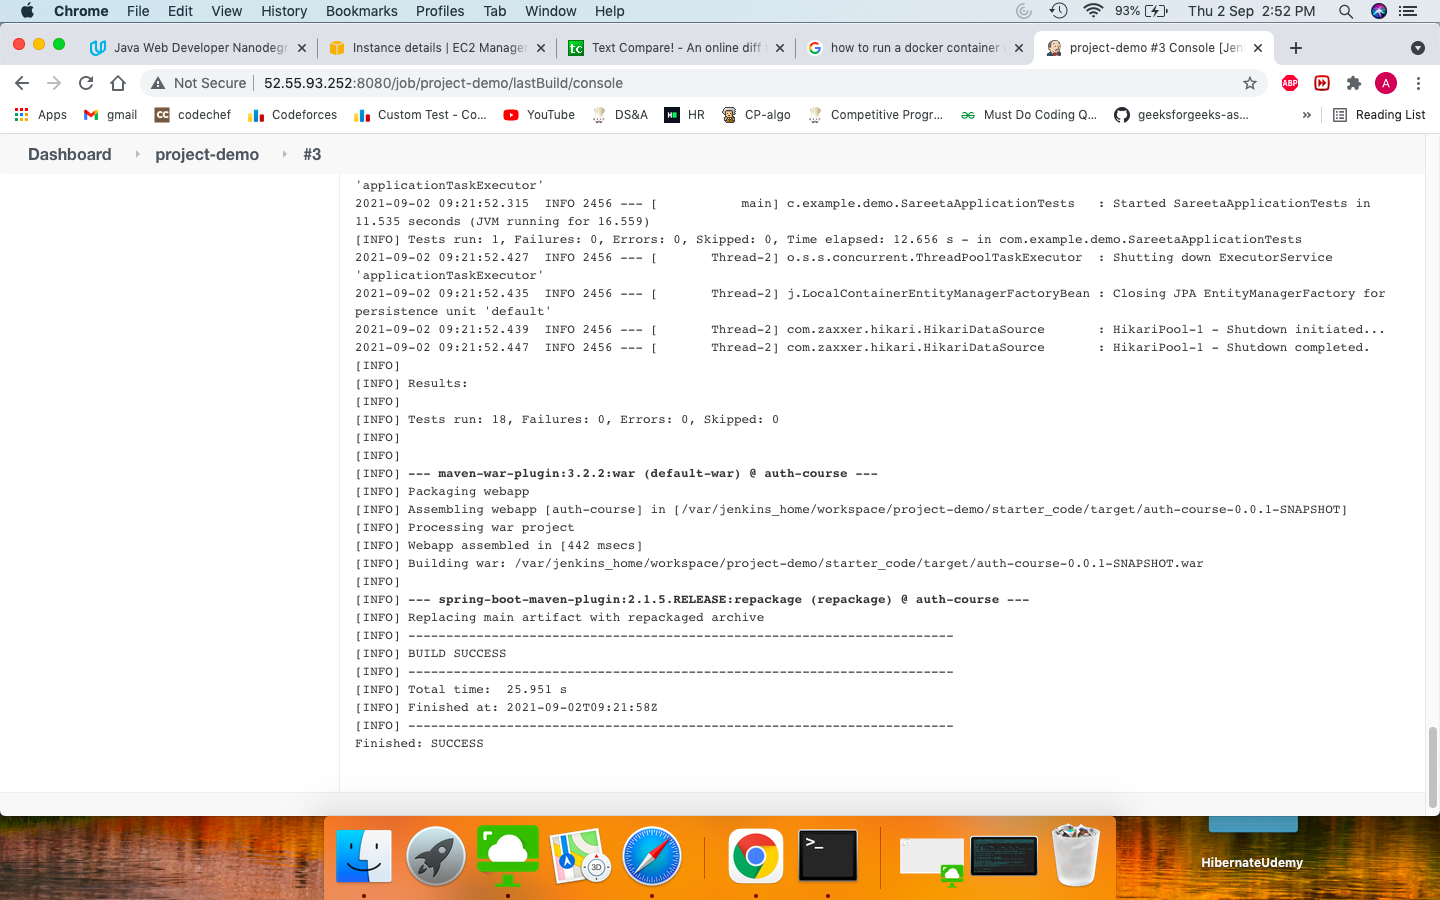 Chrome File Edit View History Bookmarks Profiles Tab Window Help 93% Thu 2 Sep 2:52 PM
Java Web Developer Nanodegr Instance details | EC2 Manage Text Compare! - An online diff how to run a docker container project-demo #3 Console [Jen
Not Secure 52.55.93.252:8080/job/project-demo/lastBuild/console ABP A
Apps gmail codechef Codeforces Custom Test - Co... YouTube DS&A HR CP-algo Competitive Progr... Must Do Coding Q... geeksforgeeks-as... » Reading List
Dashboard project-demo #3
'applicationTaskExecutor'
2021-09-02 09:21:52.315  INFO 2456 --- [           main] c.example.demo.SareetaApplicationTests   : Started SareetaApplicationTests in
11.535 seconds (JVM running for 16.559)
[INFO] Tests run: 1, Failures: 0, Errors: 0, Skipped: 0, Time elapsed: 12.656 s - in com.example.demo.SareetaApplicationTests
2021-09-02 09:21:52.427  INFO 2456 --- [       Thread-2] o.s.s.concurrent.ThreadPoolTaskExecutor  : Shutting down ExecutorService
'applicationTaskExecutor'
2021-09-02 09:21:52.435  INFO 2456 --- [       Thread-2] j.LocalContainerEntityManagerFactoryBean : Closing JPA EntityManagerFactory for
persistence unit 'default'
2021-09-02 09:21:52.439  INFO 2456 --- [       Thread-2] com.zaxxer.hikari.HikariDataSource       : HikariPool-1 - Shutdown initiated...
2021-09-02 09:21:52.447  INFO 2456 --- [       Thread-2] com.zaxxer.hikari.HikariDataSource       : HikariPool-1 - Shutdown completed.
[INFO]
[INFO] Results:
[INFO]
[INFO] Tests run: 18, Failures: 0, Errors: 0, Skipped: 0
[INFO]
[INFO]
[INFO] --- maven-war-plugin:3.2.2:war (default-war) @ auth-course ---
[INFO] Packaging webapp
[INFO] Assembling webapp [auth-course] in [/var/jenkins_home/workspace/project-demo/starter_code/target/auth-course-0.0.1-SNAPSHOT]
[INFO] Processing war project
[INFO] Webapp assembled in [442 msecs]
[INFO] Building war: /var/jenkins_home/workspace/project-demo/starter_code/target/auth-course-0.0.1-SNAPSHOT.war
[INFO]
[INFO] --- spring-boot-maven-plugin:2.1.5.RELEASE:repackage (repackage) @ auth-course ---
[INFO] Replacing main artifact with repackaged archive
[INFO] ------------------------------------------------------------------------
[INFO] BUILD SUCCESS
[INFO] ------------------------------------------------------------------------
[INFO] Total time:  25.951 s
[INFO] Finished at: 2021-09-02T09:21:58Z
[INFO] ------------------------------------------------------------------------
Finished: SUCCESS
HibernateUdemy